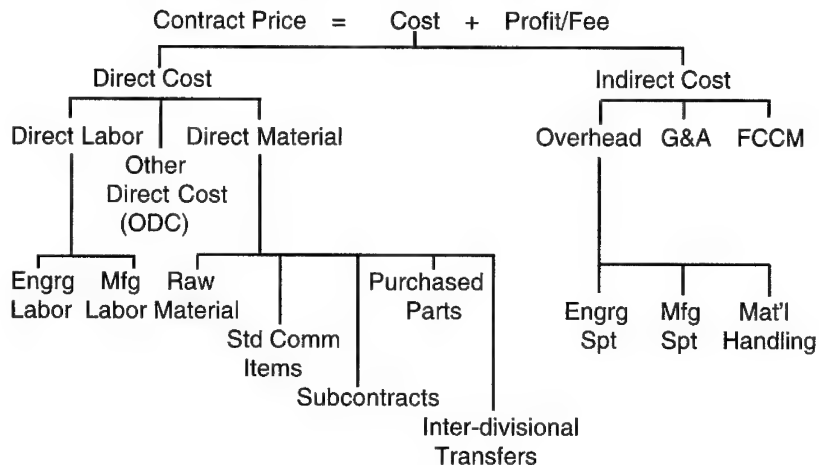 Contract Price = Cost + Profit/Fee
Direct Cost
Indirect Cost
Direct Labor
Other
Direct Cost
(ODC)
Direct Material
Overhead
G&A
FCCM
Engrg
Labor
Mfg
Labor
Raw
Material
Std Comm
Items
Subcontracts
Purchased
Parts
Inter-divisional
Transfers
Engrg
Spt
Mfg
Spt
Mat'l
Handling